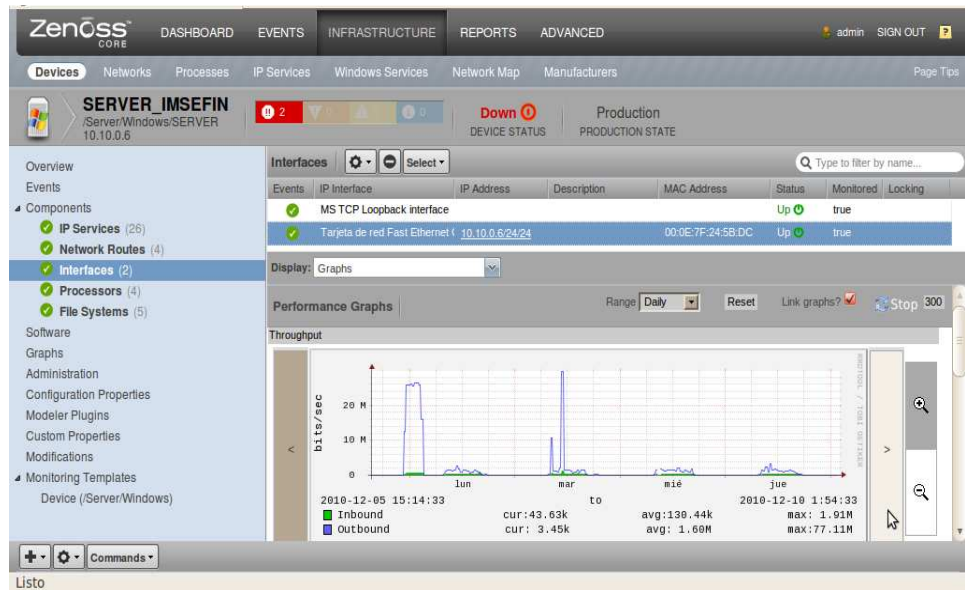 Zenoss CORE
DASHBOARD EVENTS INFRASTRUCTURE REPORTS ADVANCED
admin SIGN OUT ?
Devices Networks Processes IP Services Windows Services Network Map Manufacturers
Page Tips
SERVER_IMSEFIN
/Server/Windows/SERVER
10.10.0.6
2 0 0
Down
DEVICE STATUS
Production
PRODUCTION STATE
Overview
Events
Components
IP Services (26)
Network Routes (4)
Interfaces (2)
Processors (4)
File Systems (5)
Software
Graphs
Administration
Configuration Properties
Modeler Plugins
Custom Properties
Modifications
Monitoring Templates
Device (/Server/Windows)
Interfaces Select
Type to filter by name...
Events IP Interface IP Address Description MAC Address Status Monitored Locking
MS TCP Loopback interface Up true
Tarjeta de red Fast Ethernet ( 10.10.0.6/24/24 00:0E:7F:24:5B:DC Up true
Display: Graphs
Performance Graphs Range Daily Reset Link graphs? Stop 300
Throughput
<
bits/sec
20 M
10 M
0
lun mar mié jue
RRDTOOL / TOBI OETIKER
>
2010-12-05 15:14:33 to 2010-12-10 1:54:33
Inbound cur:43.63k avg:130.44k max: 1.91M
Outbound cur: 3.45k avg: 1.60M max:77.11M
Commands
Listo